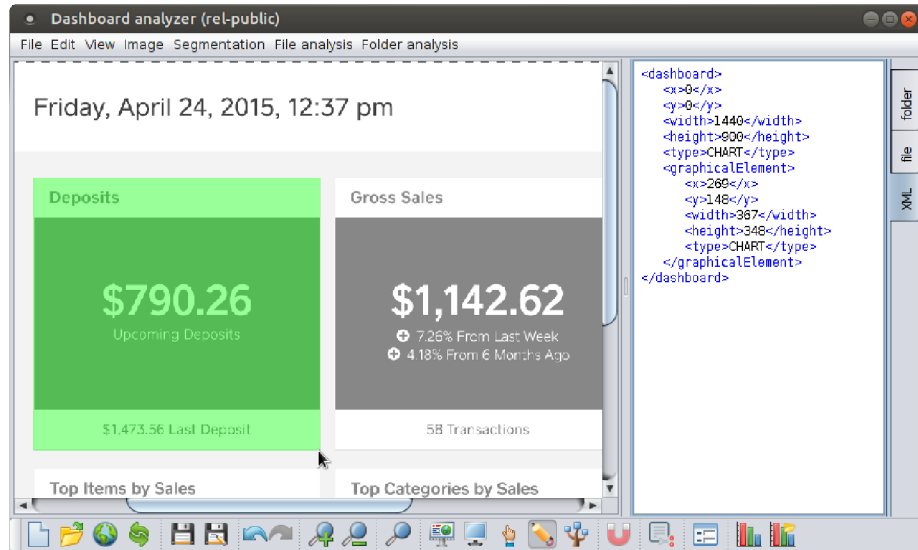 Dashboard analyzer (rel-public)
File Edit View Image Segmentation File analysis Folder analysis
Friday, April 24, 2015, 12:37 pm
Deposits
$790.26
Upcoming Deposits
$1,473.56 Last Deposit
Gross Sales
$1,142.62
7.26% From Last Week
4.18% From 6 Months Ago
58 Transactions
Top Items by Sales
Top Categories by Sales
<dashboard>
<x>0</x>
<y>0</y>
<width>1440</width>
<height>900</height>
<type>CHART</type>
<graphicalElement>
<x>269</x>
<y>148</y>
<width>367</width>
<height>348</height>
<type>CHART</type>
</graphicalElement>
</dashboard>
folder
file
XML